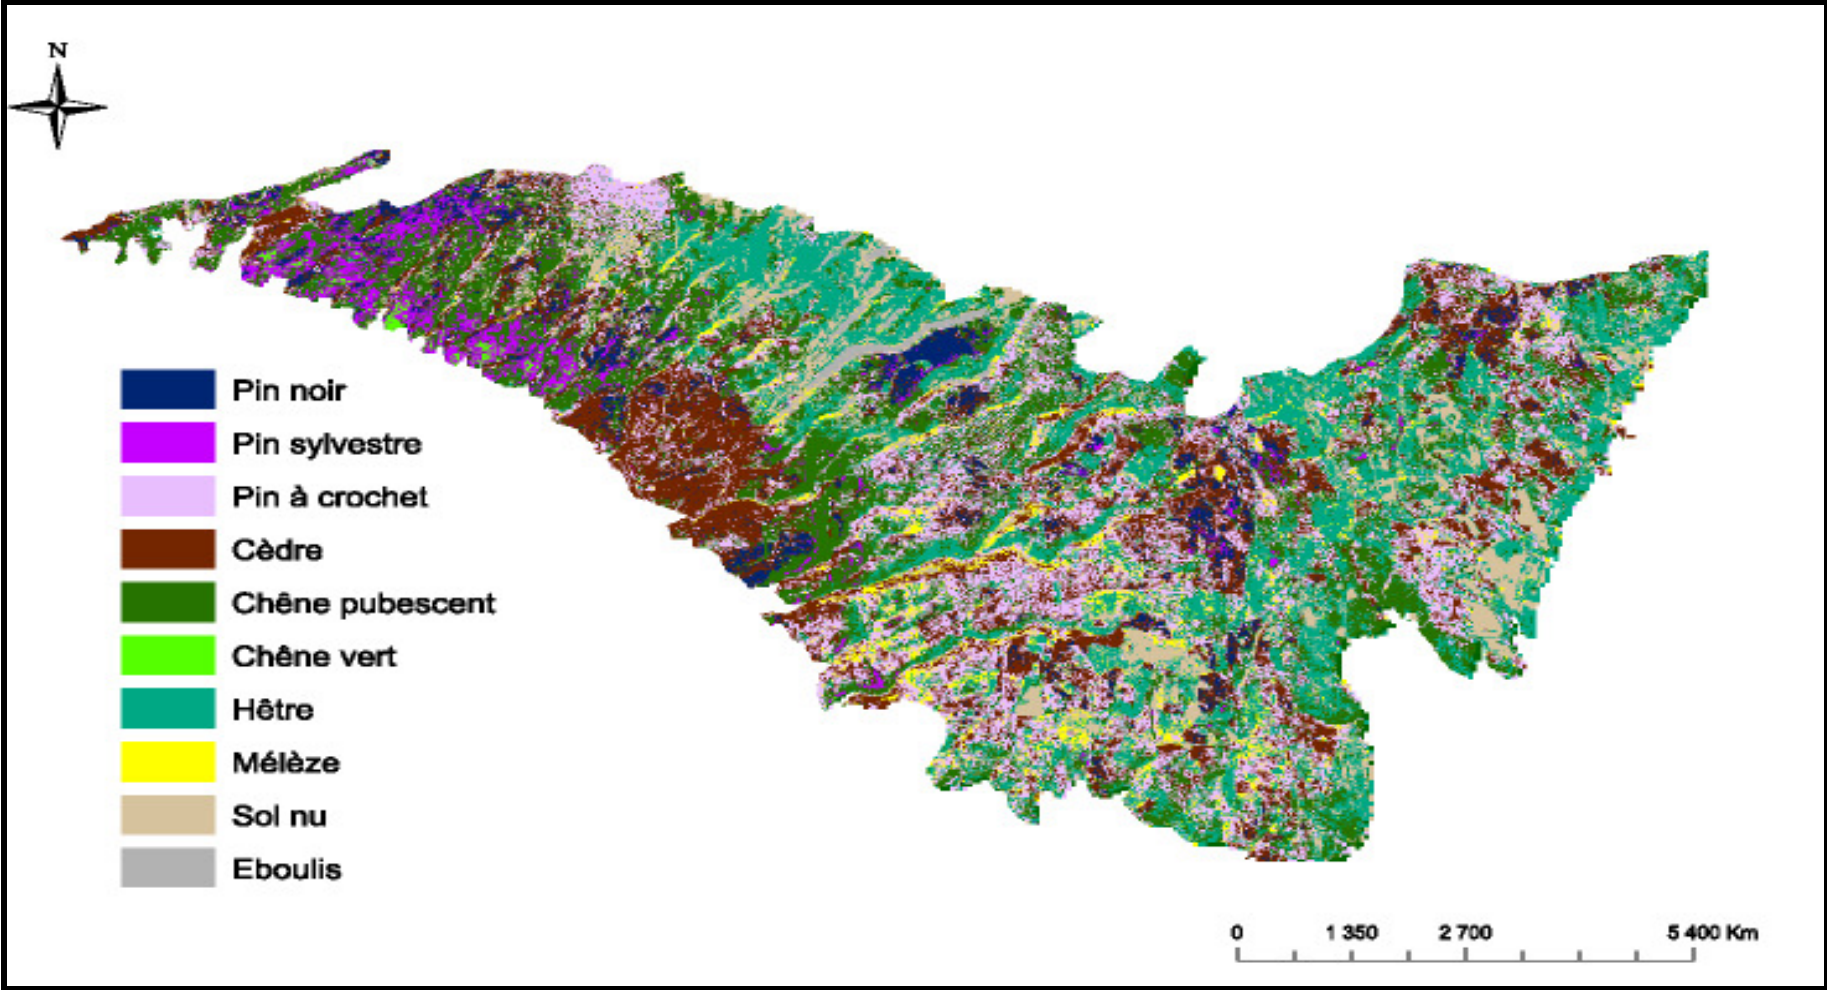 N
Pin noir
Pin sylvestre
Pin à crochet
Cèdre
Chêne pubescent
Chêne vert
Hêtre
Mélèze
Sol nu
Eboulis
0 1 350 2 700 5 400 Km